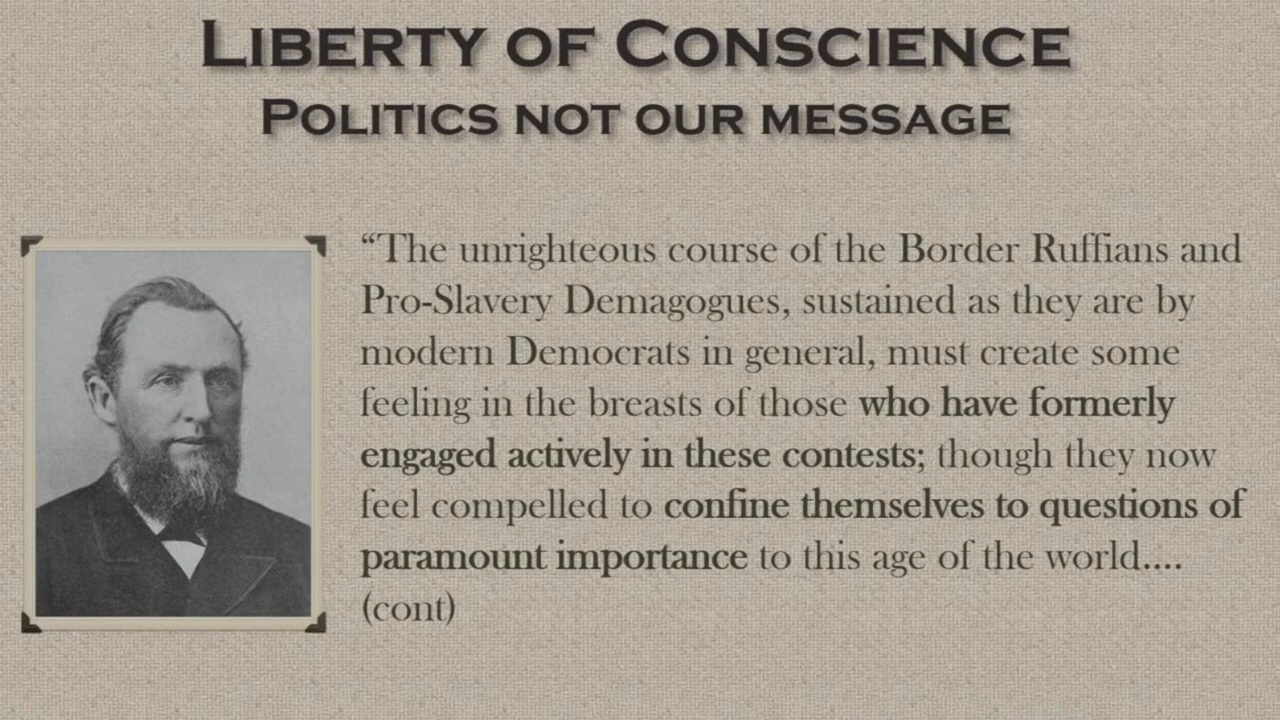 LIBERTY OF CONSCIENCE
POLITICS NOT OUR MESSAGE
“The unrighteous course of the Border Ruffians and
Pro-Slavery Demagogues, sustained as they are by
modern Democrats in general, must create some
feeling in the breasts of those who have formerly
engaged actively in these contests; though they now
feel compelled to confine themselves to questions of
paramount importance to this age of the world....
(cont)